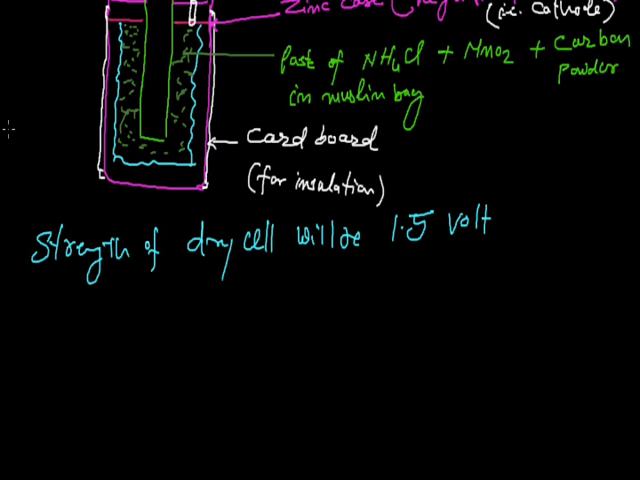 Zinc case (
(i.e. Cathode)
Past of NH4Cl + MnO2 + Carbon
powder
in muslin bag
Card board
(for insalation)
Strength of dry cell will be 1.5 volt